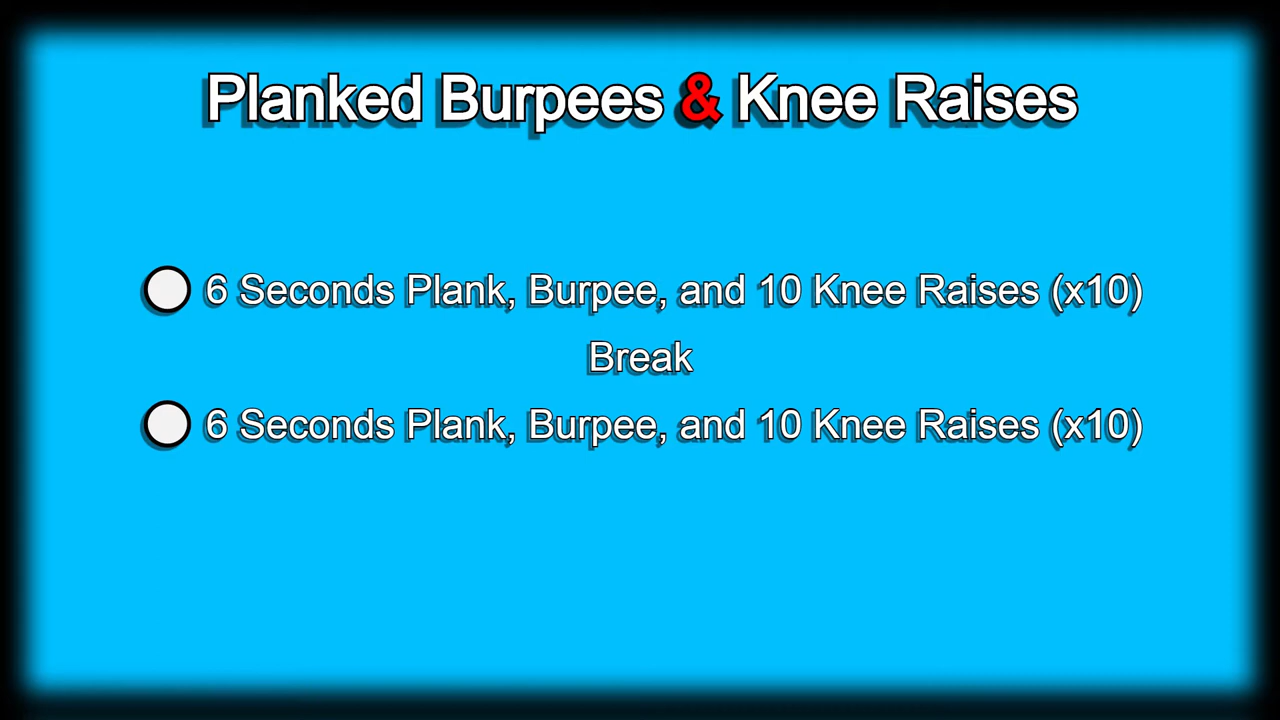 Planked Burpees & Knee Raises
6 Seconds Plank, Burpee, and 10 Knee Raises (x10)
Break
6 Seconds Plank, Burpee, and 10 Knee Raises (x10)